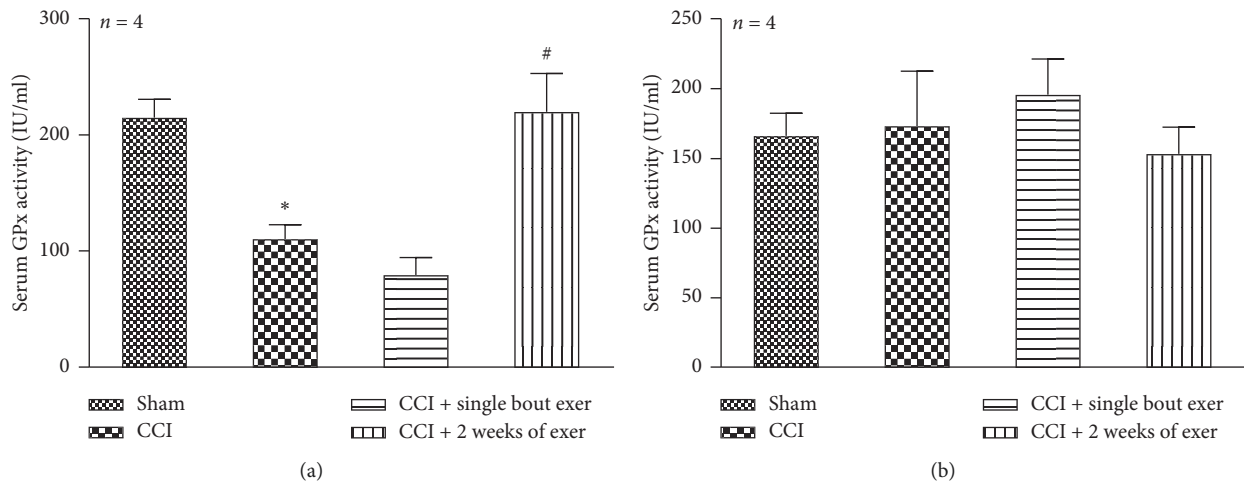 n = 4
300
200
100
0
Serum GPx activity (IU/ml)
*
#
Sham
CCI
CCI + single bout exer
CCI + 2 weeks of exer
(a)
n = 4
250
200
150
100
50
0
Serum GPx activity (IU/ml)
Sham
CCI
CCI + single bout exer
CCI + 2 weeks of exer
(b)